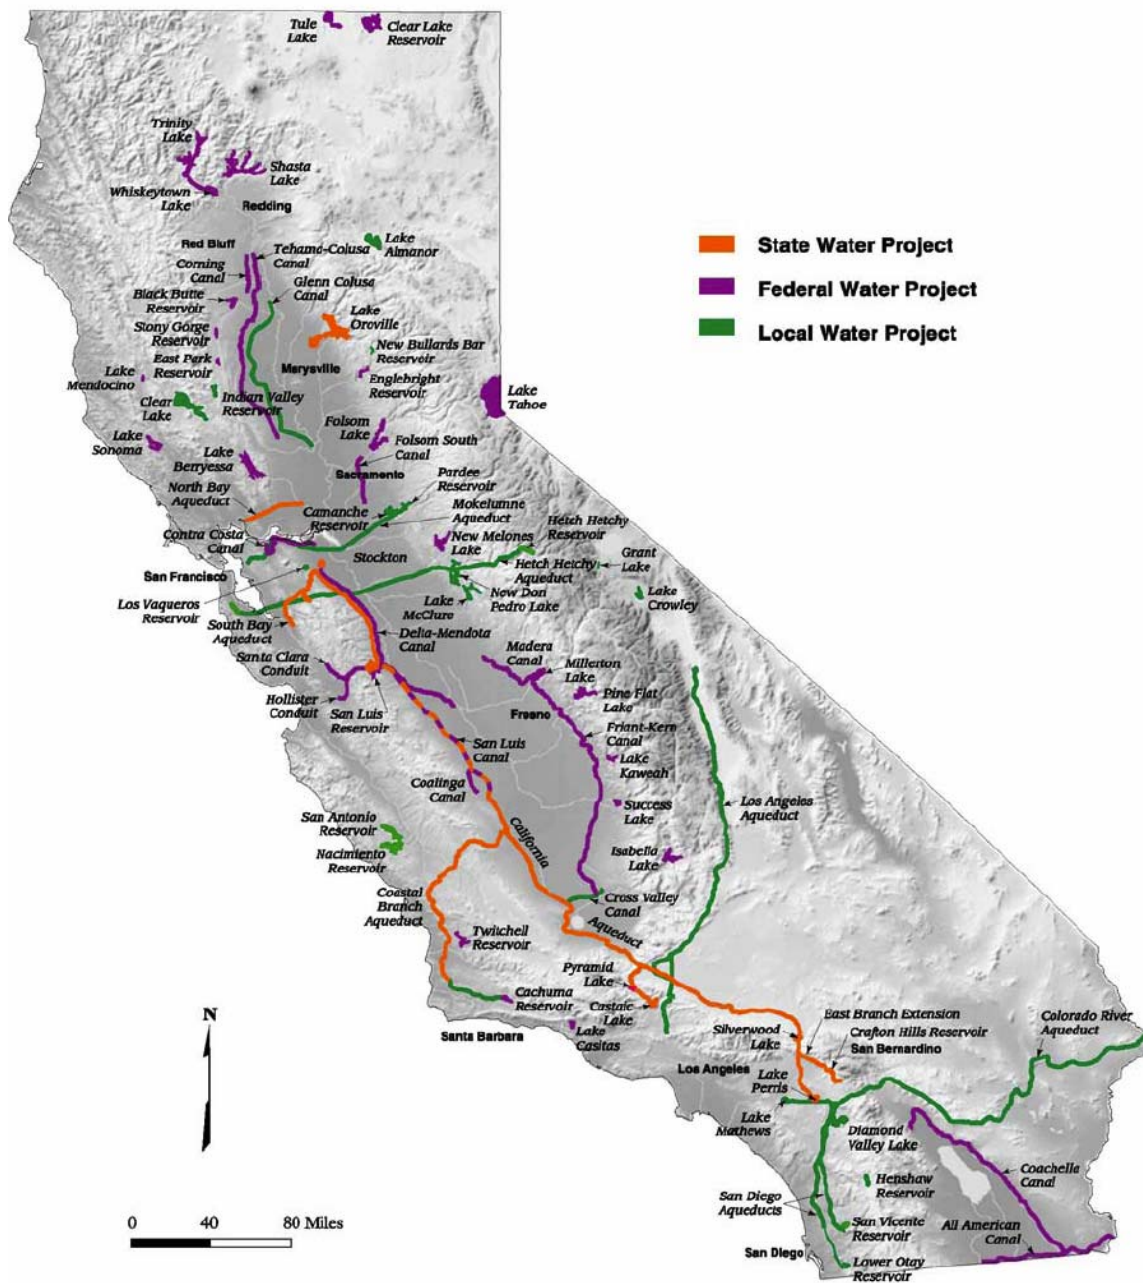 Tule
Lake
Clear Lake
Reservoir
Trinity
Lake
Shasta
Lake
Whiskeytown
Lake
Redding
Red Bluff
Tehama-Colusa
Canal
Corning
Canal
Lake
Almanor
Glenn Colusa
Canal
Black Butte
Reservoir
Lake
Oroville
Stony Gorge
Reservoir
New Bullards Bar
Reservoir
East Park
Reservoir
Marysville
Englebright
Reservoir
Lake
Mendocino
Indian Valley
Reservoir
Clear
Lake
Lake
Tahoe
Folsom
Lake
Folsom South
Canal
Lake
Sonoma
Lake
Berryessa
Sacramento
Pardee
Reservoir
North Bay
Aqueduct
Camanche
Reservoir
Mokelumne
Aqueduct
Hetch Hetchy
Reservoir
Contra Costa
Canal
New Melones
Lake
Stockton
Hetch Hetchy
Aqueduct
Grant
Lake
San Francisco
New Don
Pedro Lake
Lake
Crowley
Los Vaqueros
Reservoir
Lake
McClure
South Bay
Aqueduct
Delta-Mendota
Canal
Santa Clara
Conduit
Madera
Canal
Millerton
Lake
Hollister
Conduit
San Luis
Reservoir
Pine Flat
Lake
Fresno
Friant-Kern
Canal
San Luis
Canal
Lake
Kaweah
Coalinga
Canal
Success
Lake
Los Angeles
Aqueduct
San Antonio
Reservoir
Nacimiento
Reservoir
California
Isabella
Lake
Coastal
Branch
Aqueduct
Cross Valley
Canal
Aqueduct
Twitchell
Reservoir
Pyramid
Lake
Cachuma
Reservoir
Castaic
Lake
Santa Barbara
Lake
Casitas
Silverwood
Lake
East Branch Extension
Crafton Hills Reservoir
San Bernardino
Colorado River
Aqueduct
Los Angeles
Lake
Perris
Lake
Mathews
Diamond
Valley Lake
Coachella
Canal
Henshaw
Reservoir
San Diego
Aqueducts
San Vicente
Reservoir
All American
Canal
San Diego
Lower Otay
Reservoir
State Water Project
Federal Water Project
Local Water Project
N
0 40 80 Miles